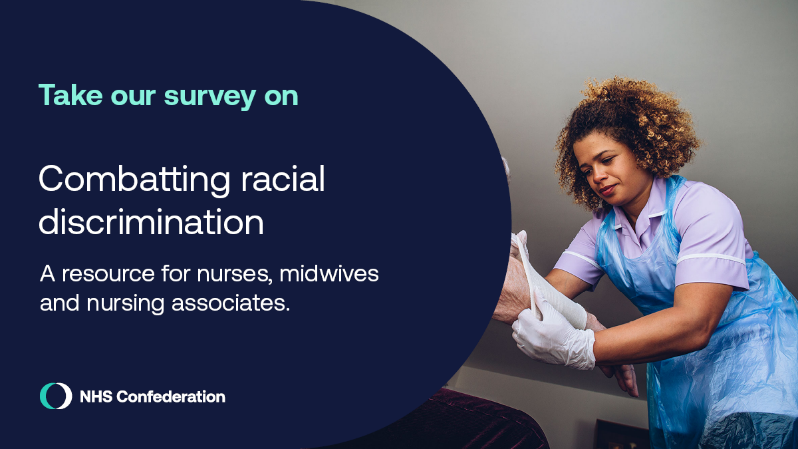 Take our survey on
Combatting racial
discrimination
A resource for nurses, midwives
and nursing associates.
NHS Confederation